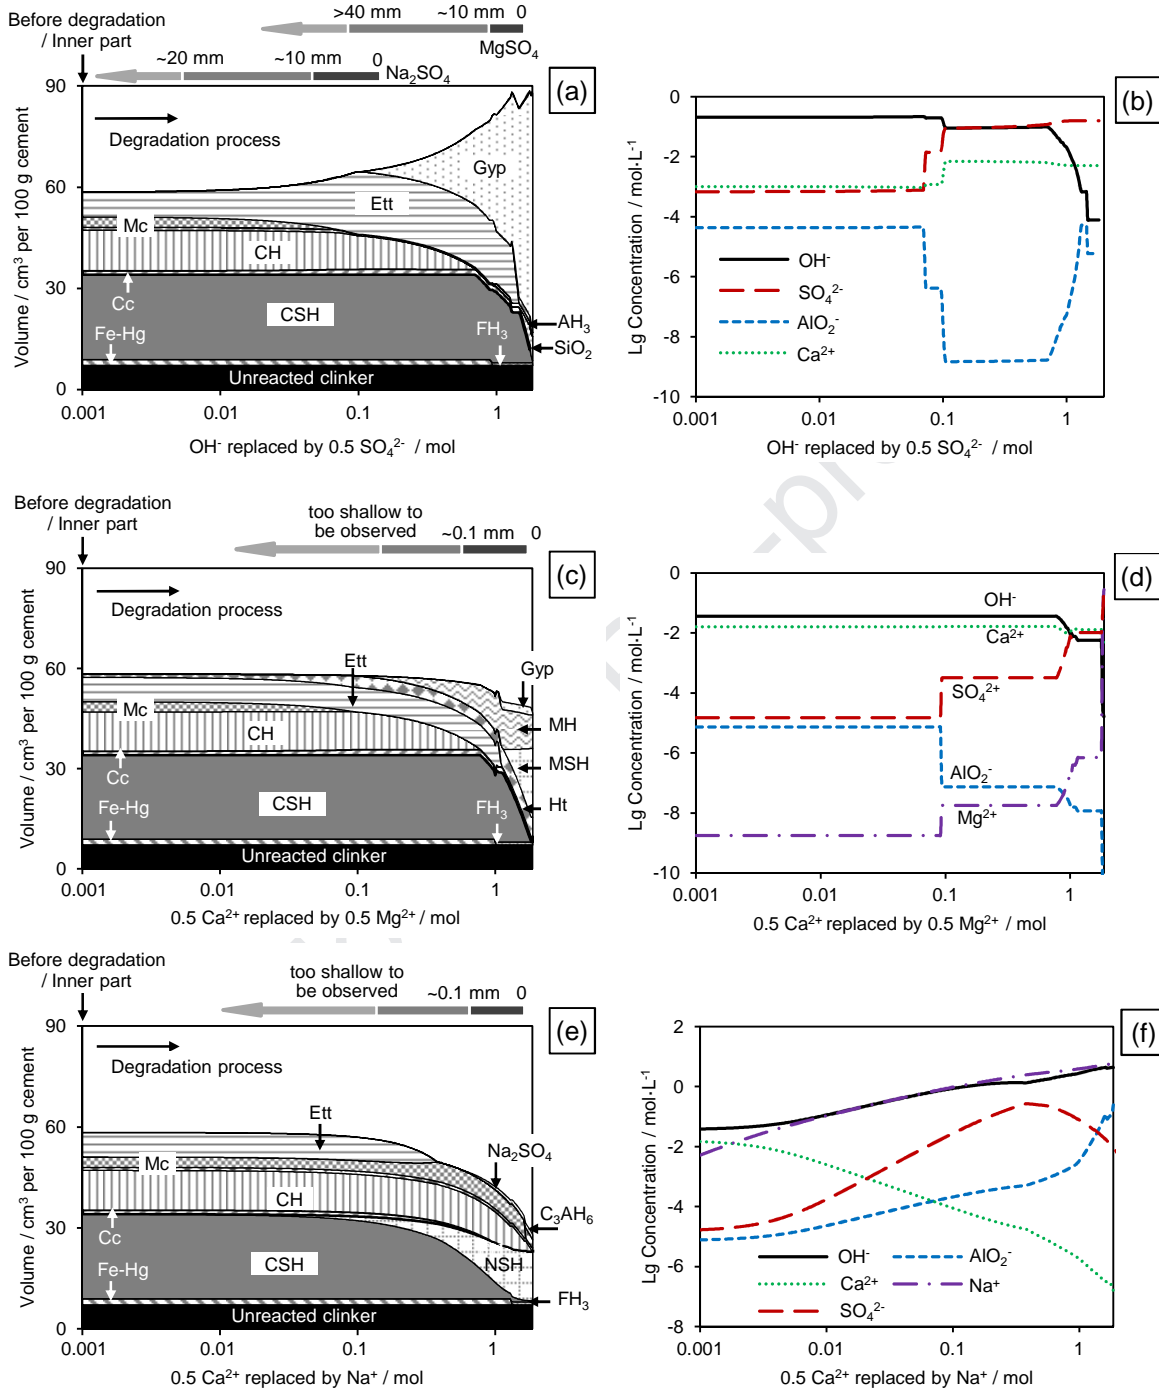 Before degradation
/ Inner part
>40 mm
~10 mm
0
MgSO₄
~20 mm
~10 mm
0
Na₂SO₄
(a)
90
60
30
0
Volume / cm³ per 100 g cement
Degradation process
Gyp
Ett
Mc
CH
Cc
CSH
Fe-Hg
FH₃
AH₃
SiO₂
Unreacted clinker
0.001
0.01
0.1
1
OH⁻ replaced by 0.5 SO₄²⁻ / mol
(b)
0
-2
-4
-6
-8
-10
Lg Concentration / mol·L⁻¹
OH⁻
SO₄²⁻
AlO₂⁻
Ca²⁺
0.001
0.01
0.1
1
OH⁻ replaced by 0.5 SO₄²⁻ / mol
-pr
Before degradation
/ Inner part
too shallow to
be observed
~0.1 mm
0
(c)
90
60
30
0
Volume / cm³ per 100 g cement
Degradation process
Ett
Gyp
Mc
CH
MH
MSH
Cc
CSH
Ht
Fe-Hg
FH₃
Unreacted clinker
0.001
0.01
0.1
1
0.5 Ca²⁺ replaced by 0.5 Mg²⁺ / mol
(d)
0
-2
-4
-6
-8
-10
Lg Concentration / mol·L⁻¹
OH⁻
Ca²⁺
SO₄²⁺
AlO₂⁻
Mg²⁺
0.001
0.01
0.1
1
0.5 Ca²⁺ replaced by 0.5 Mg²⁺ / mol
Before degradation
/ Inner part
too shallow to
be observed
~0.1 mm
0
(e)
90
60
30
0
Volume / cm³ per 100 g cement
Degradation process
Ett
Mc
Na₂SO₄
CH
C₃AH₆
Cc
CSH
NSH
Fe-Hg
FH₃
Unreacted clinker
0.001
0.01
0.1
1
0.5 Ca²⁺ replaced by Na⁺ / mol
(f)
2
0
-2
-4
-6
-8
Lg Concentration / mol·L⁻¹
OH⁻
AlO₂⁻
Ca²⁺
Na⁺
SO₄²⁻
0.001
0.01
0.1
1
0.5 Ca²⁺ replaced by Na⁺ / mol